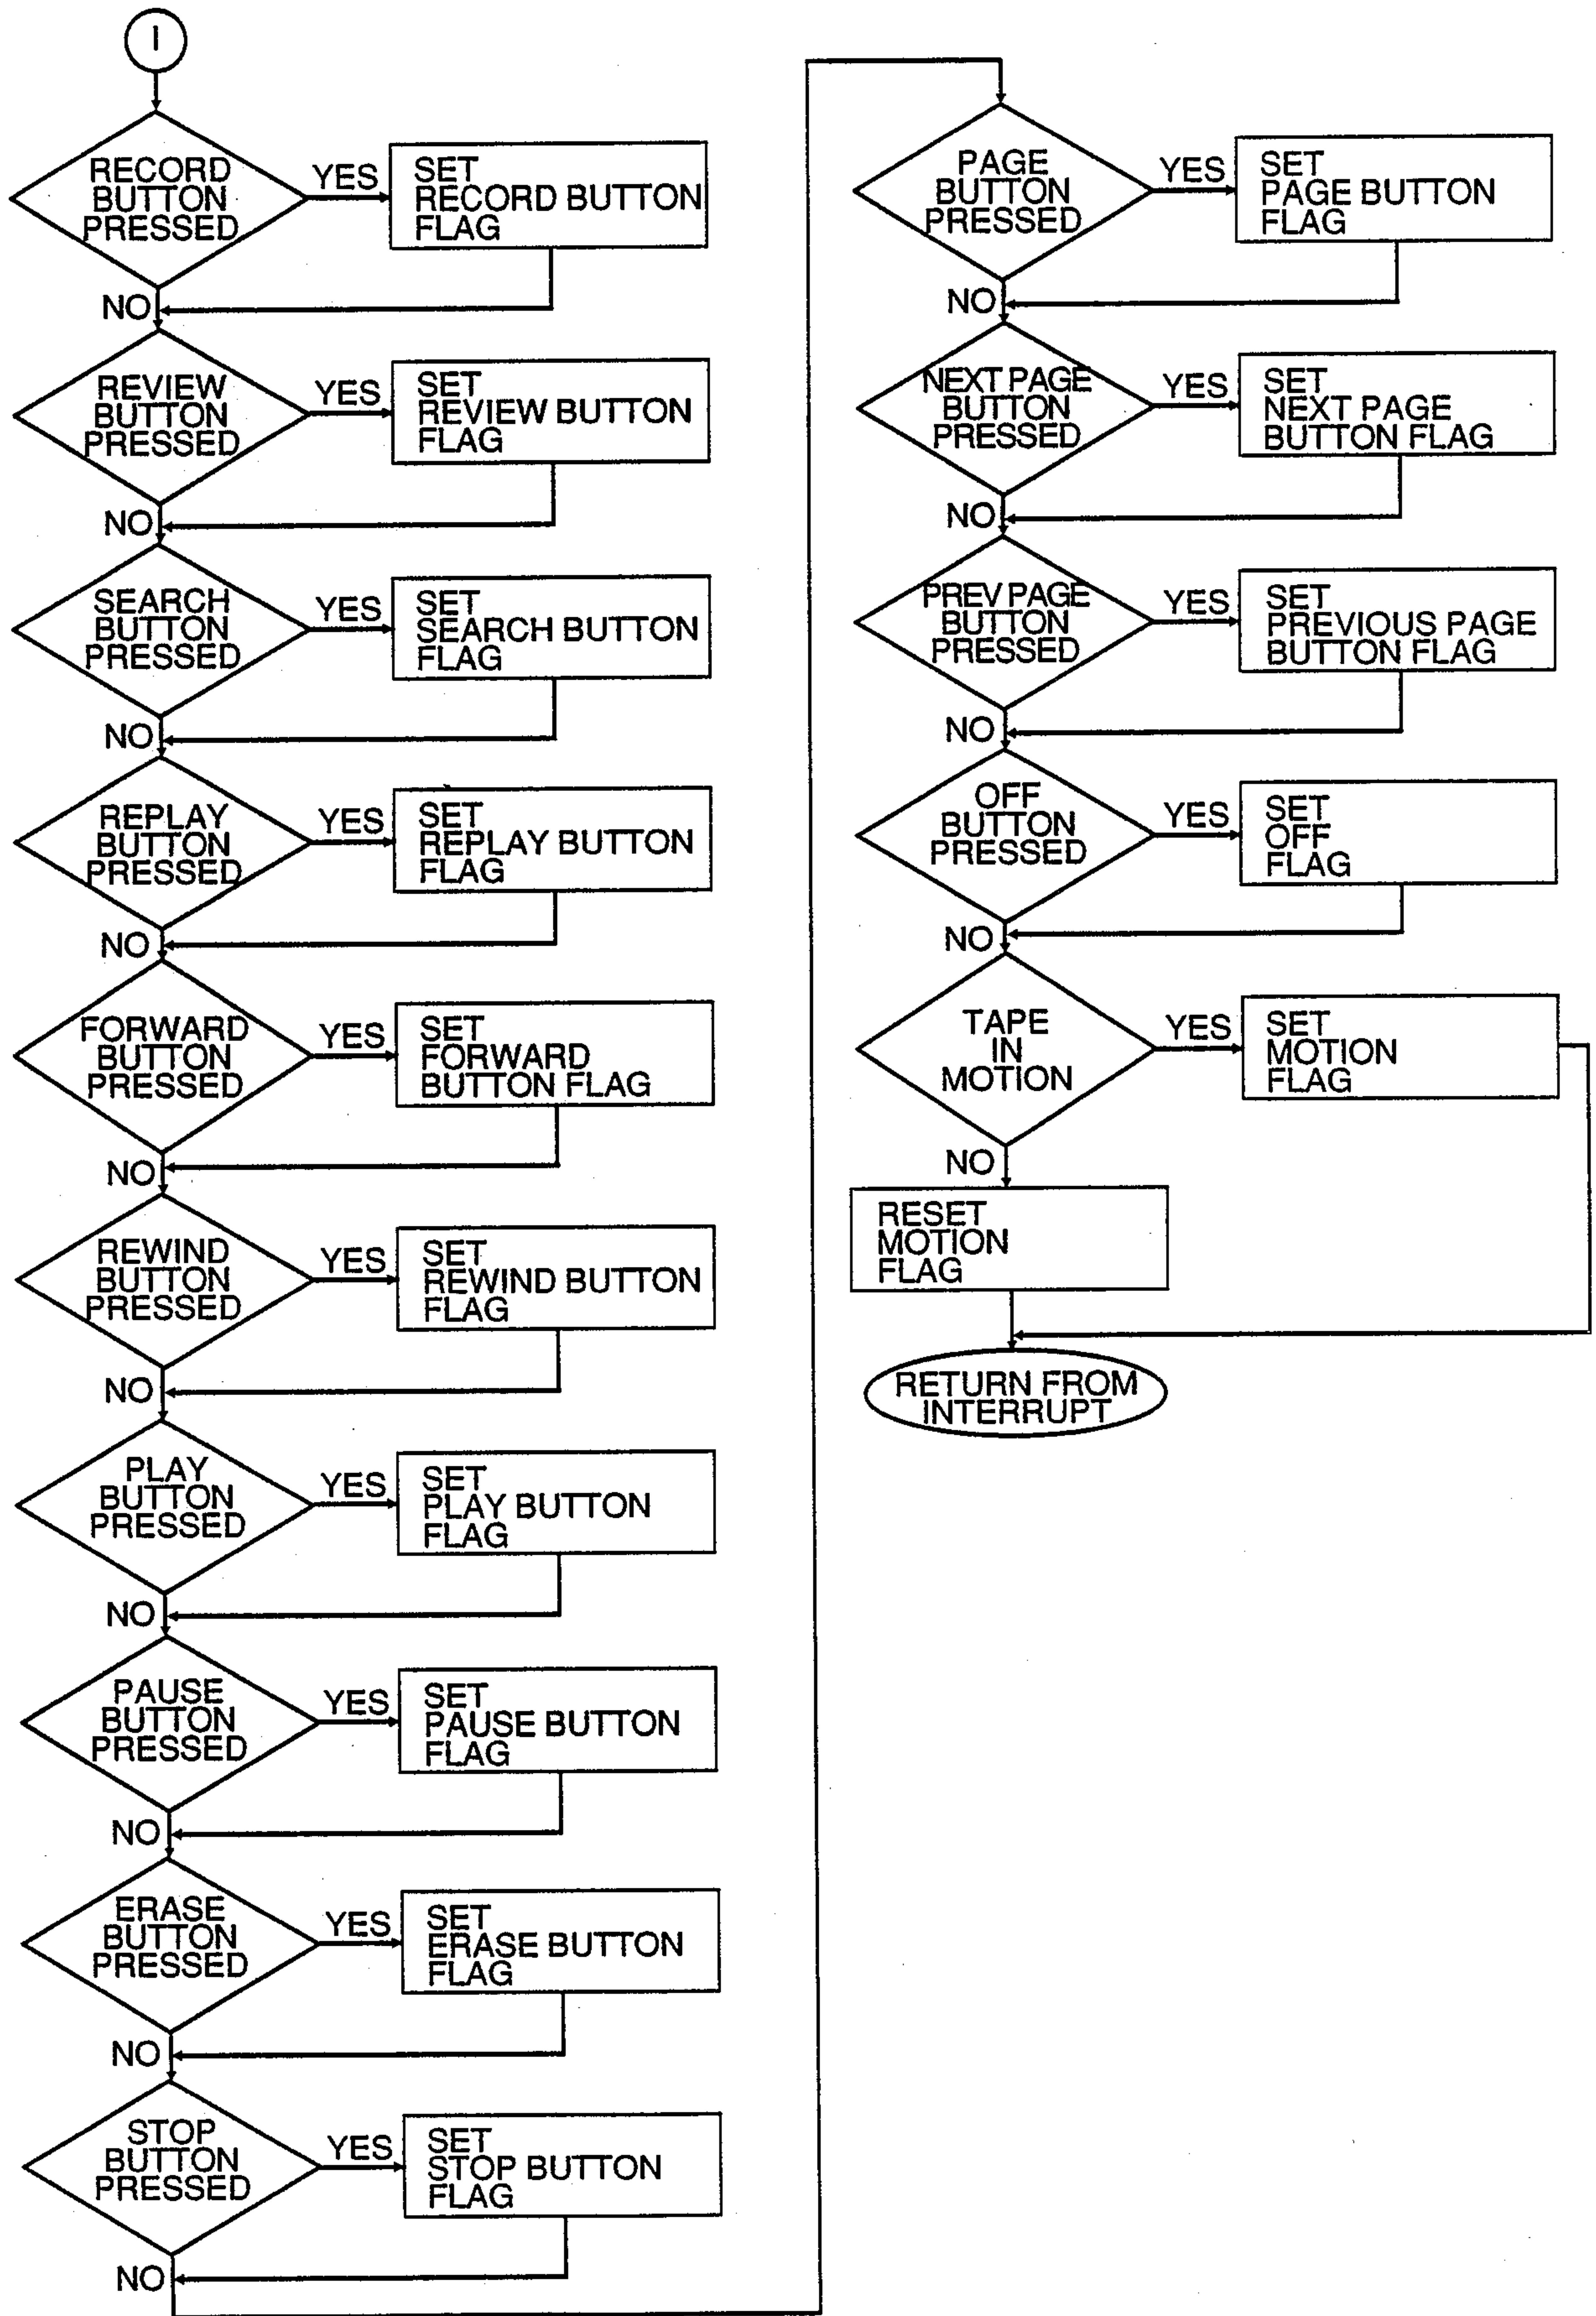 I
RECORD
BUTTON
PRESSED
YES
SET
RECORD BUTTON
FLAG
NO
REVIEW
BUTTON
PRESSED
YES
SET
REVIEW BUTTON
FLAG
NO
SEARCH
BUTTON
PRESSED
YES
SET
SEARCH BUTTON
FLAG
NO
REPLAY
BUTTON
PRESSED
YES
SET
REPLAY BUTTON
FLAG
NO
FORWARD
BUTTON
PRESSED
YES
SET
FORWARD
BUTTON FLAG
NO
REWIND
BUTTON
PRESSED
YES
SET
REWIND BUTTON
FLAG
NO
PLAY
BUTTON
PRESSED
YES
SET
PLAY BUTTON
FLAG
NO
PAUSE
BUTTON
PRESSED
YES
SET
PAUSE BUTTON
FLAG
NO
ERASE
BUTTON
PRESSED
YES
SET
ERASE BUTTON
FLAG
NO
STOP
BUTTON
PRESSED
YES
SET
STOP BUTTON
FLAG
NO
PAGE
BUTTON
PRESSED
YES
SET
PAGE BUTTON
FLAG
NO
NEXT PAGE
BUTTON
PRESSED
YES
SET
NEXT PAGE
BUTTON FLAG
NO
PREV PAGE
BUTTON
PRESSED
YES
SET
PREVIOUS PAGE
BUTTON FLAG
NO
OFF
BUTTON
PRESSED
YES
SET
OFF
FLAG
NO
TAPE
IN
MOTION
YES
SET
MOTION
FLAG
NO
RESET
MOTION
FLAG
RETURN FROM
INTERRUPT